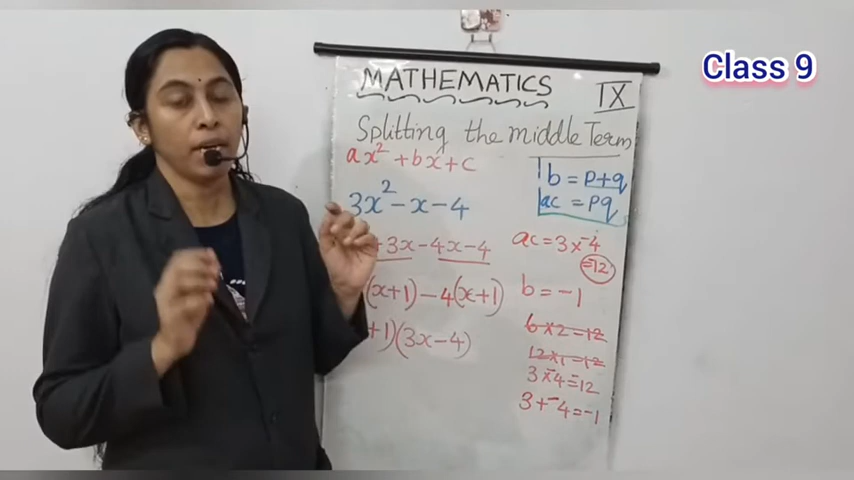 Class 9
MATHEMATICS IX
Splitting the middle Term
ax² + bx + c
b = p+q
ac = pq
3x² - x - 4
+3x - 4x - 4
(x+1) - 4(x+1)
+1)(3x - 4)
ac = 3 x -4
= -12
b = -1
6 x 2 = 12
12 x 1 = 12
3 x -4 = -12
3 + -4 = -1